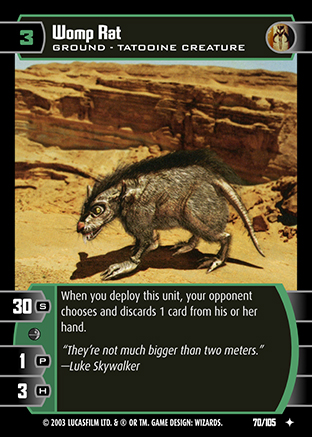 3 Womp Rat
GROUND - TATOOINE CREATURE
30 S
When you deploy this unit, your opponent
chooses and discards 1 card from his or her
hand.
1 P
“They’re not much bigger than two meters.”
—Luke Skywalker
3 H
© 2003 LUCASFILM LTD. & ® OR TM. GAME DESIGN: WIZARDS. 70/105